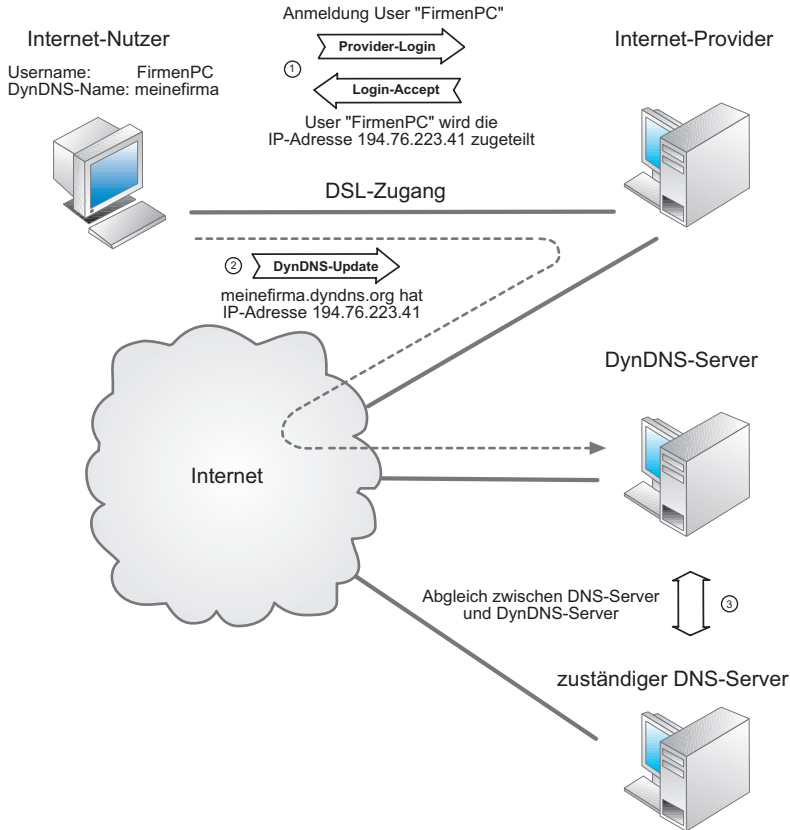 Anmeldung User "FirmenPC"
Internet-Nutzer
Provider-Login
Internet-Provider
Username: FirmenPC
DynDNS-Name: meinefirma
1
Login-Accept
User "FirmenPC" wird die
IP-Adresse 194.76.223.41 zugeteilt
DSL-Zugang
2
DynDNS-Update
meinefirma.dyndns.org hat
IP-Adresse 194.76.223.41
DynDNS-Server
Internet
Abgleich zwischen DNS-Server
und DynDNS-Server
3
zuständiger DNS-Server